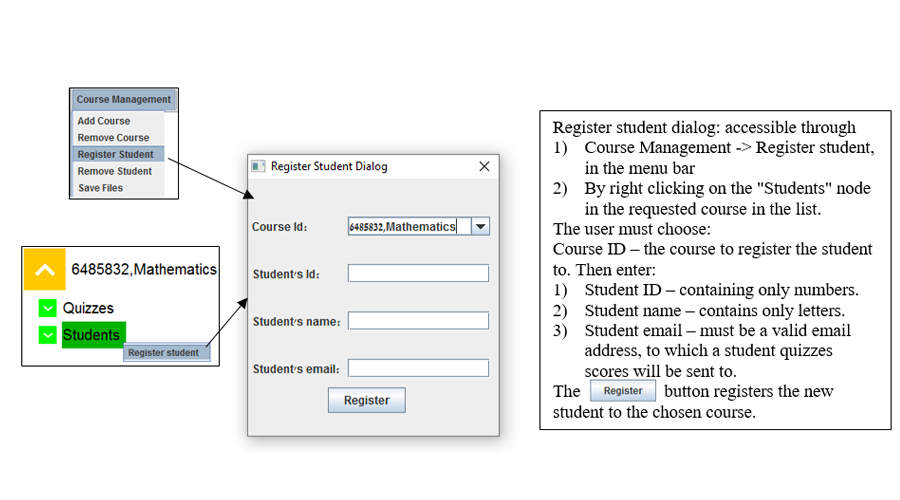 Course Management
Add Course
Remove Course
Register Student
Remove Student
Save Files
6485832,Mathematics
Quizzes
Students
Register student
Register Student Dialog
Course Id:
6485832,Mathematics
Student's Id:
Student's name:
Student's email:
Register
Register student dialog: accessible through
1) Course Management -> Register student,
in the menu bar
2) By right clicking on the "Students" node
in the requested course in the list.
The user must choose:
Course ID – the course to register the student
to. Then enter:
1) Student ID – containing only numbers.
2) Student name – contains only letters.
3) Student email – must be a valid email
address, to which a student quizzes
scores will be sent to.
The Register button registers the new
student to the chosen course.